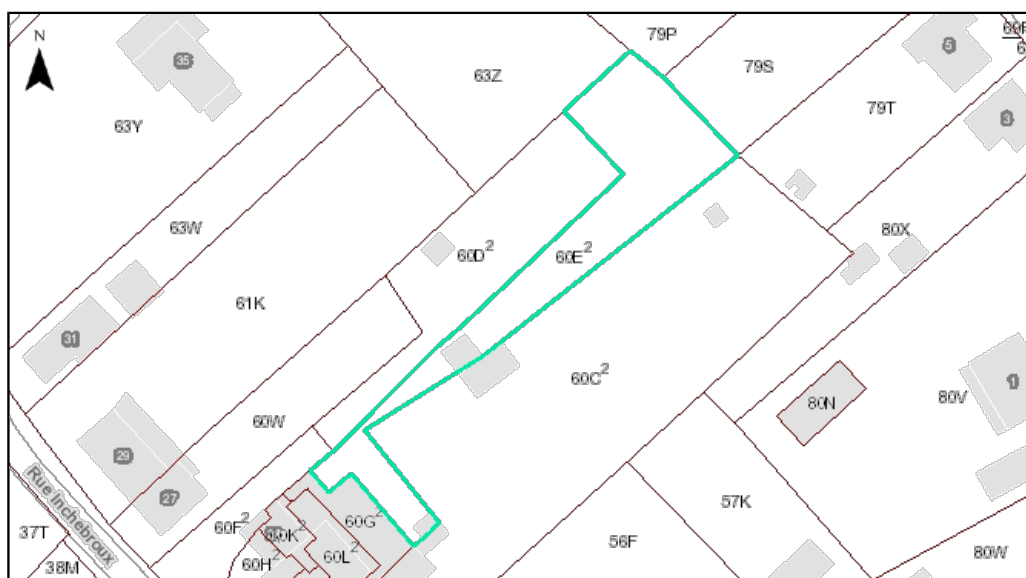 N
79P
69F
5
35
63Z
79S
79T
3
63Y
63W
80X
60D²
60E²
61K
31
60C²
1
80N
80V
60W
29
Rue Inchebroux
27
57K
60G²
60F²
60K²
37T
56F
60L²
60H²
80W
38M